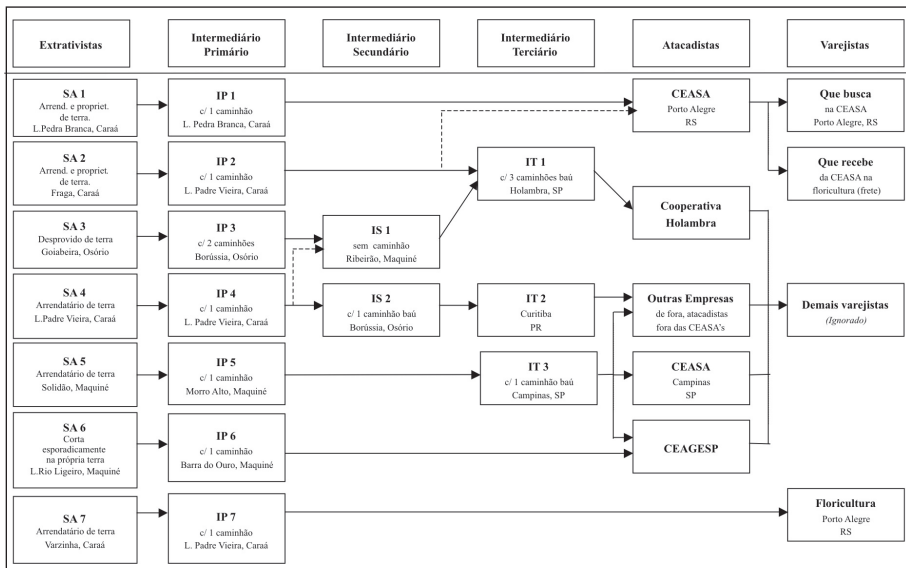 Extrativistas
Intermediário
Primário
Intermediário
Secundário
Intermediário
Terciário
Atacadistas
Varejistas
SA 1
Arrend. e propriet.
de terra.
L.Pedra Branca, Caraá
IP 1
c/ 1 caminhão
L. Pedra Branca, Caraá
CEASA
Porto Alegre
RS
Que busca
na CEASA
Porto Alegre, RS
SA 2
Arrend. e propriet.
de terra.
Fraga, Caraá
IP 2
c/ 1 caminhão
L. Padre Vieira, Caraá
IT 1
c/ 3 caminhões baú
Holambra, SP
Que recebe
da CEASA na
floricultura (frete)
Cooperativa
Holambra
SA 3
Desprovido de terra
Goiabeira, Osório
IP 3
c/ 2 caminhões
Borússia, Osório
IS 1
sem caminhão
Ribeirão, Maquiné
SA 4
Arrendatário de terra
L.Padre Vieira, Caraá
IP 4
c/ 1 caminhão
L. Padre Vieira, Caraá
IS 2
c/ 1 caminhão baú
Borússia, Osório
IT 2
Curitiba
PR
Outras Empresas
de fora, atacadistas
fora das CEASA's
Demais varejistas
(Ignorado)
SA 5
Arrendatário de terra
Solidão, Maquiné
IP 5
c/ 1 caminhão
Morro Alto, Maquiné
IT 3
c/ 1 caminhão baú
Campinas, SP
CEASA
Campinas
SP
SA 6
Corta
esporadicamente
na própria terra
L.Rio Ligeiro, Maquiné
IP 6
c/ 1 caminhão
Barra do Ouro, Maquiné
CEAGESP
SA 7
Arrendatário de terra
Varzinha, Caraá
IP 7
c/ 1 caminhão
L. Padre Vieira, Caraá
Floricultura
Porto Alegre
RS